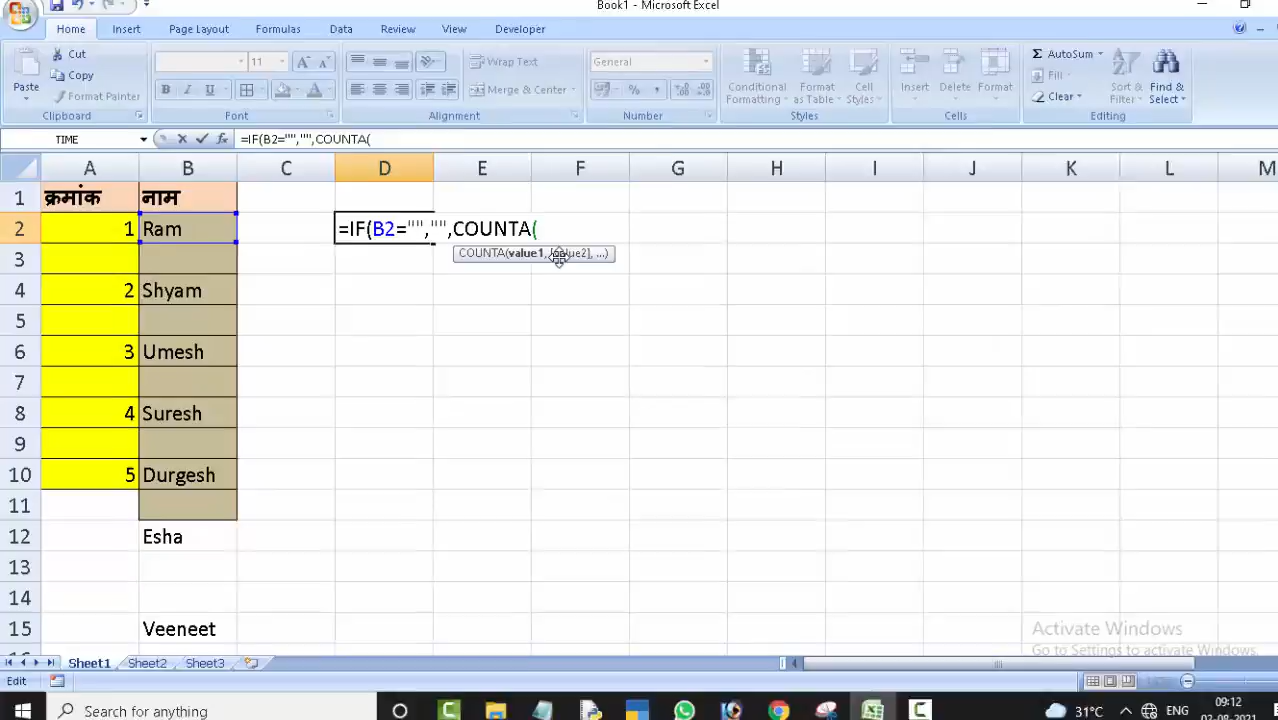 Book1 - Microsoft Excel
Home Insert Page Layout Formulas Data Review View Developer
Paste Cut Copy Format Painter Clipboard
11 B I U Font
Wrap Text Merge & Center Alignment
General % Number
Conditional Formatting Format as Table Cell Styles Styles
Insert Delete Format Cells
AutoSum Fill Clear Sort & Filter Find & Select Editing
TIME =IF(B2="","",COUNTA(
A B C D E F G H I J K L M
1 क्रमांक नाम
2 1 Ram =IF(B2="","",COUNTA(
3 COUNTA(value1, [value2], ...)
4 2 Shyam
5
6 3 Umesh
7
8 4 Suresh
9
10 5 Durgesh
11
12 Esha
13
14
15 Veeneet
Activate Windows
Go to Settings to activate Windows.
Sheet1 Sheet2 Sheet3
Edit
Search for anything 31°C ENG 09:12
02-08-2021